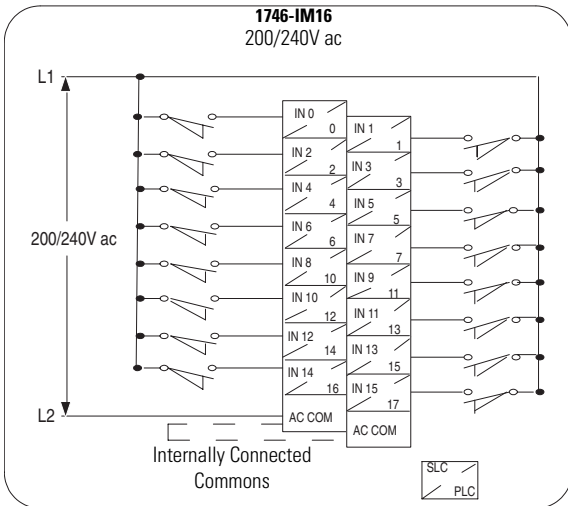 1746-IM16
200/240V ac
L1
IN 0
0
IN 1
1
IN 2
2
IN 3
3
IN 4
4
IN 5
5
IN 6
6
IN 7
7
200/240V ac
IN 8
10
IN 9
11
IN 10
12
IN 11
13
IN 12
14
IN 13
15
IN 14
16
IN 15
17
L2
AC COM
AC COM
Internally Connected
Commons
SLC
PLC